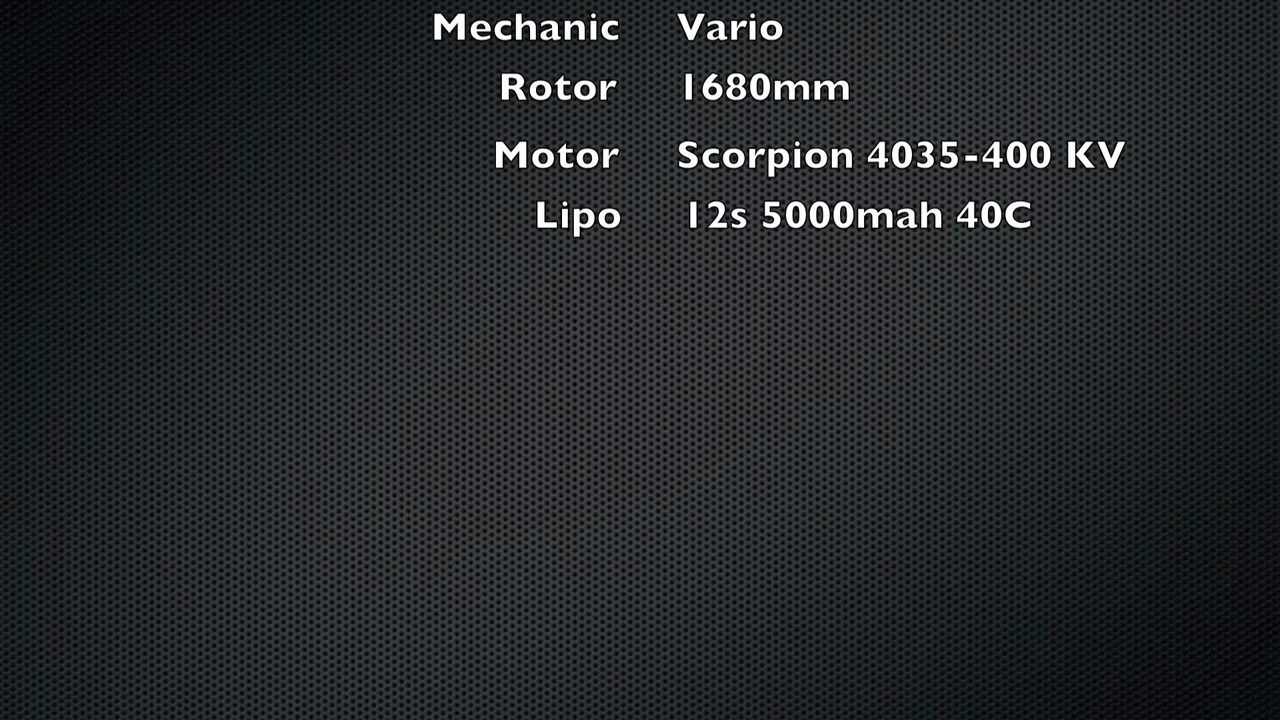 Mechanic Vario
Rotor 1680mm
Motor Scorpion 4035-400 KV
Lipo 12s 5000mah 40C